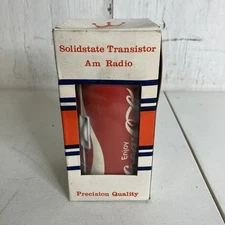 Solidstate Transistor
Am Radio
Enjoy
Precision Quality